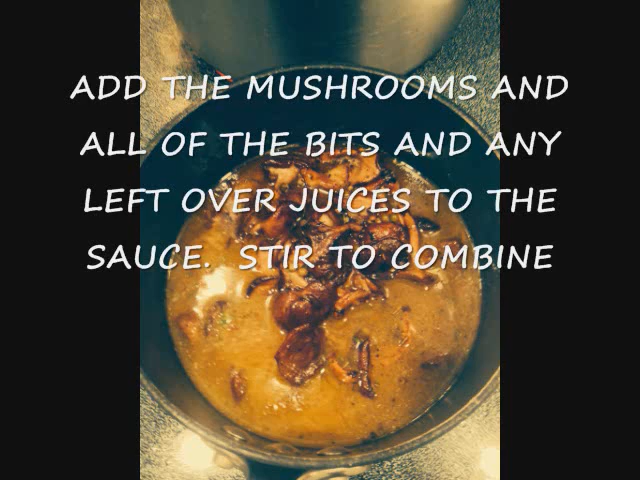 ADD THE MUSHROOMS AND
ALL OF THE BITS AND ANY
LEFT OVER JUICES TO THE
SAUCE. STIR TO COMBINE